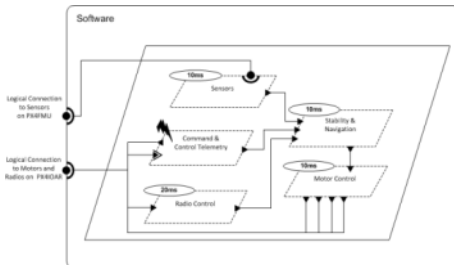 Software
10ms
Sensors
Logical Connection
to Sensors
on PX4FMU
10ms
Stability &
Navigation
Command &
Control Telemetry
Logical Connection
to Motors and
Radios on PX4IOAR
10ms
Motor Control
20ms
Radio Control